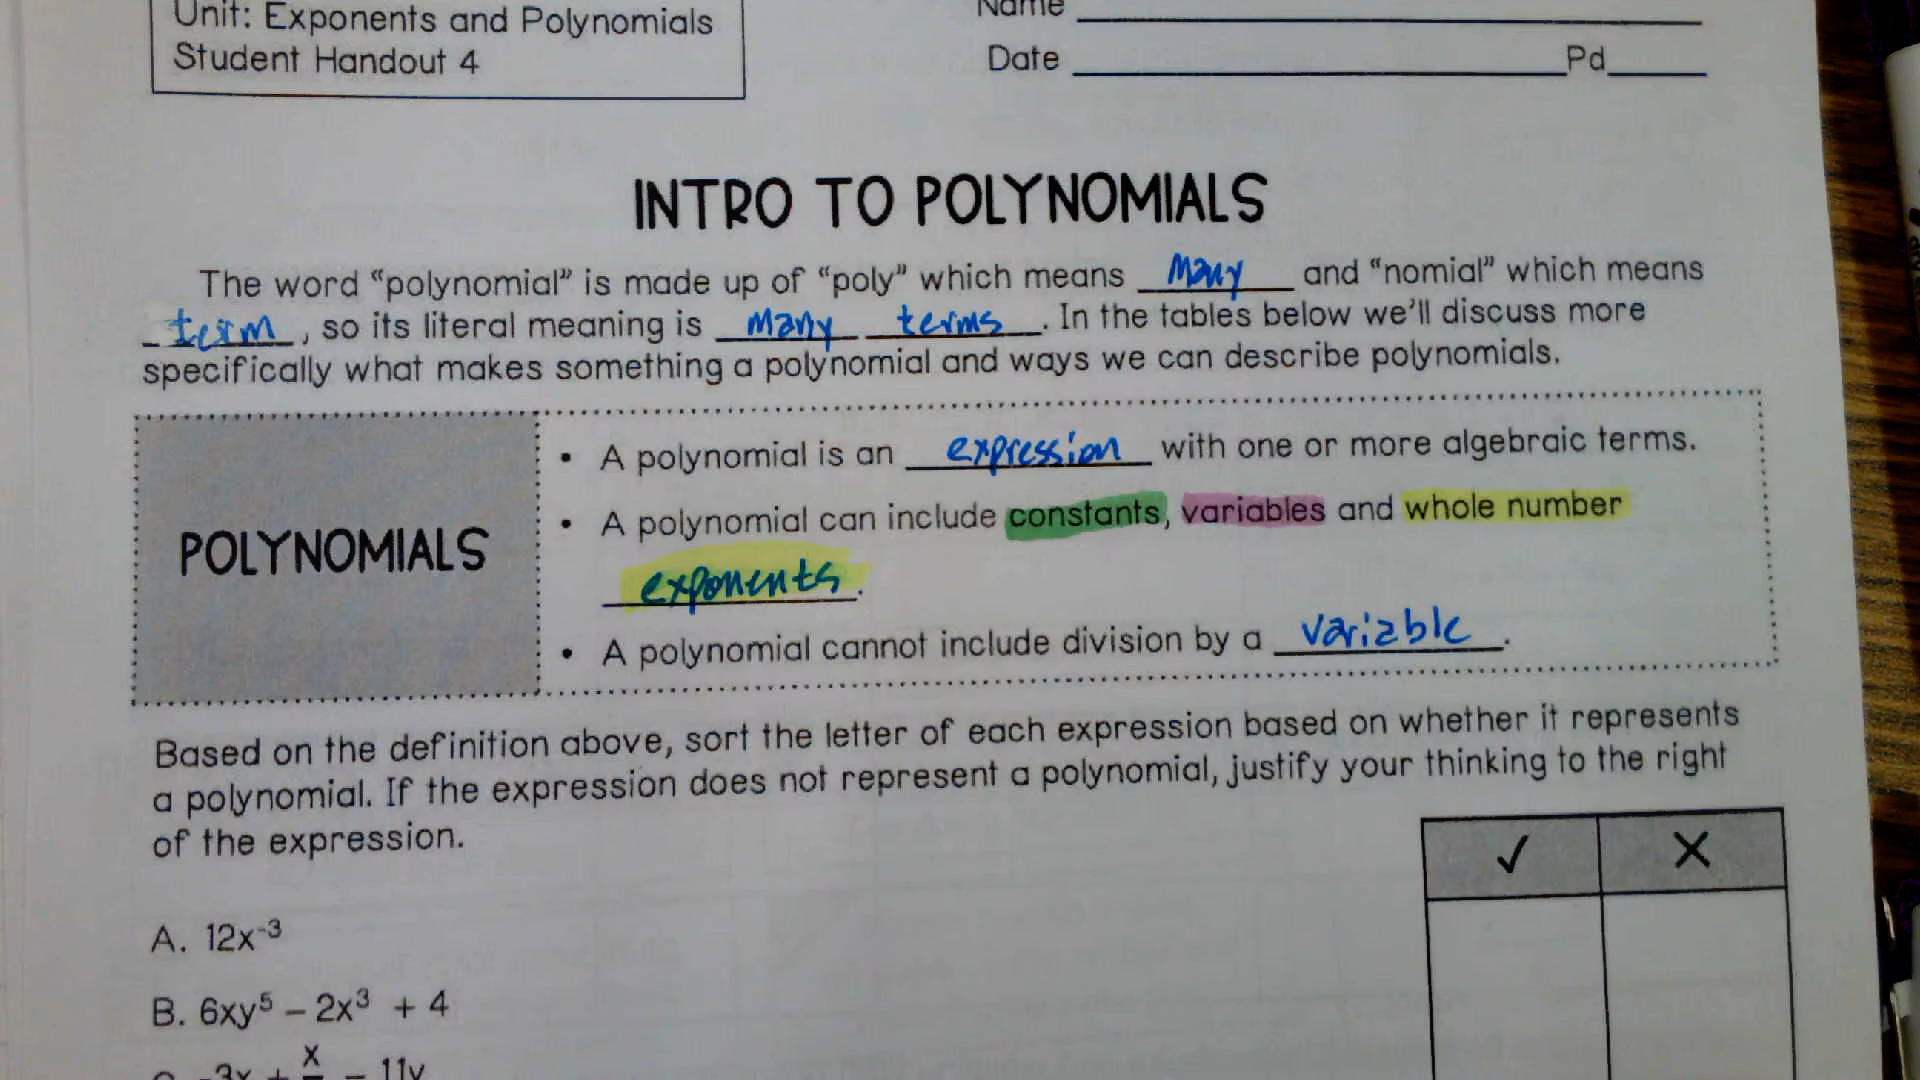 Unit: Exponents and Polynomials
Student Handout 4
Name
Date Pd
INTRO TO POLYNOMIALS
The word “polynomial” is made up of “poly” which means many and “nomial” which means
term, so its literal meaning is many terms. In the tables below we’ll discuss more
specifically what makes something a polynomial and ways we can describe polynomials.
POLYNOMIALS
• A polynomial is an expression with one or more algebraic terms.
• A polynomial can include constants, variables and whole number
exponents.
• A polynomial cannot include division by a variable.
Based on the definition above, sort the letter of each expression based on whether it represents
a polynomial. If the expression does not represent a polynomial, justify your thinking to the right
of the expression.
✓ X
A. 12x⁻³
B. 6xy⁵ – 2x³ + 4